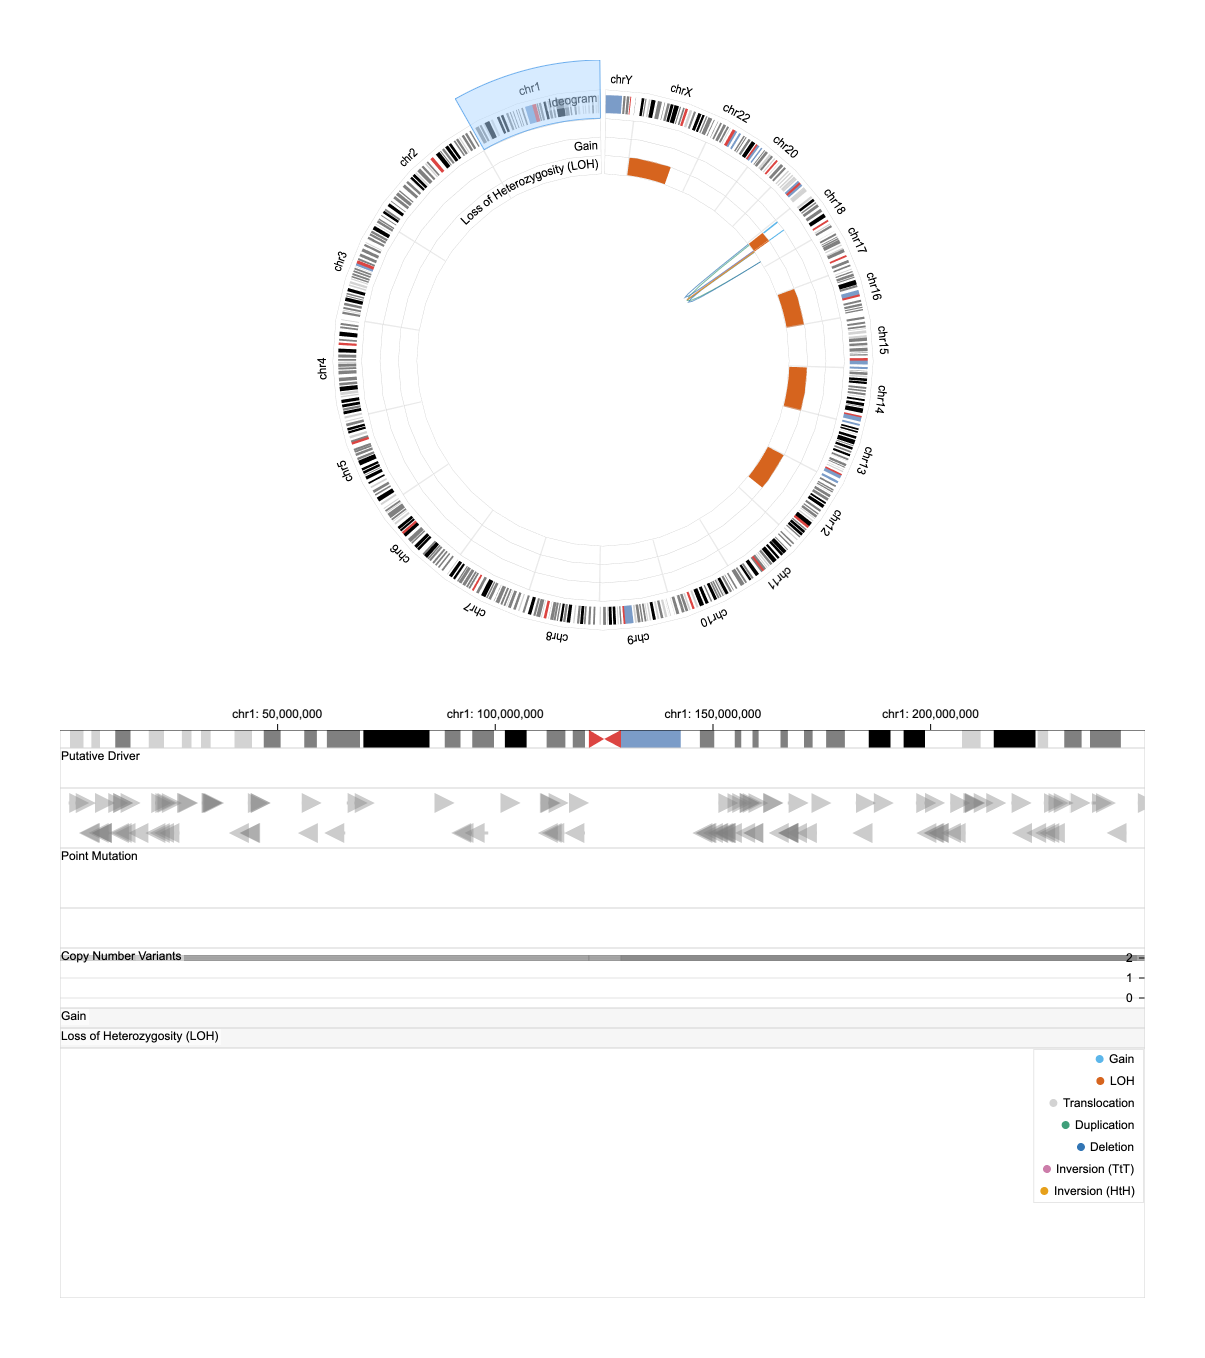 chr1
Ideogram
Gain
Loss of Heterozygosity (LOH)
chrY
chrX
chr22
chr20
chr18
chr17
chr16
chr15
chr14
chr13
chr12
chr11
chr10
chr9
chr8
chr7
chr6
chr5
chr4
chr3
chr2
chr1: 50,000,000 chr1: 100,000,000 chr1: 150,000,000 chr1: 200,000,000
Putative Driver
Point Mutation
Copy Number Variants
2
1
0
Gain
Loss of Heterozygosity (LOH)
Gain
LOH
Translocation
Duplication
Deletion
Inversion (TtT)
Inversion (HtH)